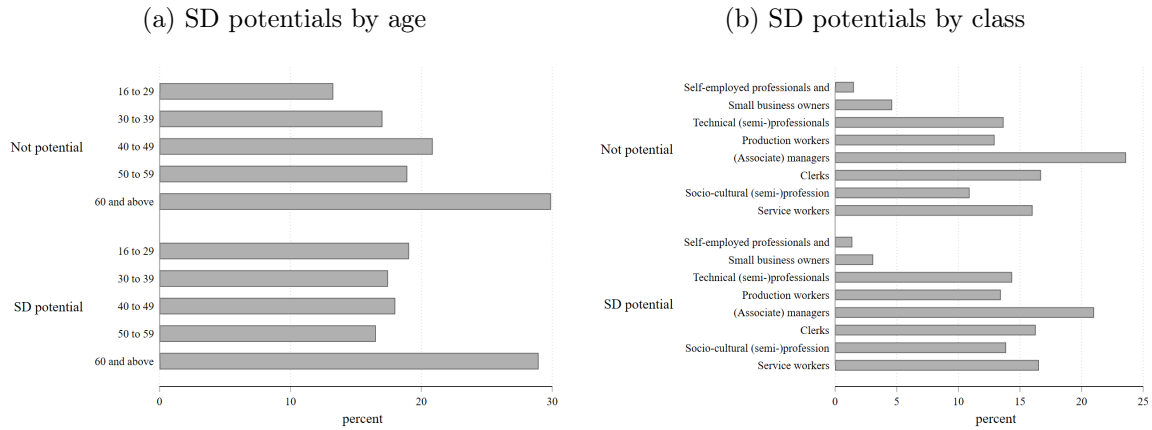 (a) SD potentials by age
Not potential
16 to 29
30 to 39
40 to 49
50 to 59
60 and above
SD potential
16 to 29
30 to 39
40 to 49
50 to 59
60 and above
0 10 20 30
percent
(b) SD potentials by class
Not potential
Self-employed professionals and
Small business owners
Technical (semi-)professionals
Production workers
(Associate) managers
Clerks
Socio-cultural (semi-)profession
Service workers
SD potential
Self-employed professionals and
Small business owners
Technical (semi-)professionals
Production workers
(Associate) managers
Clerks
Socio-cultural (semi-)profession
Service workers
0 5 10 15 20 25
percent